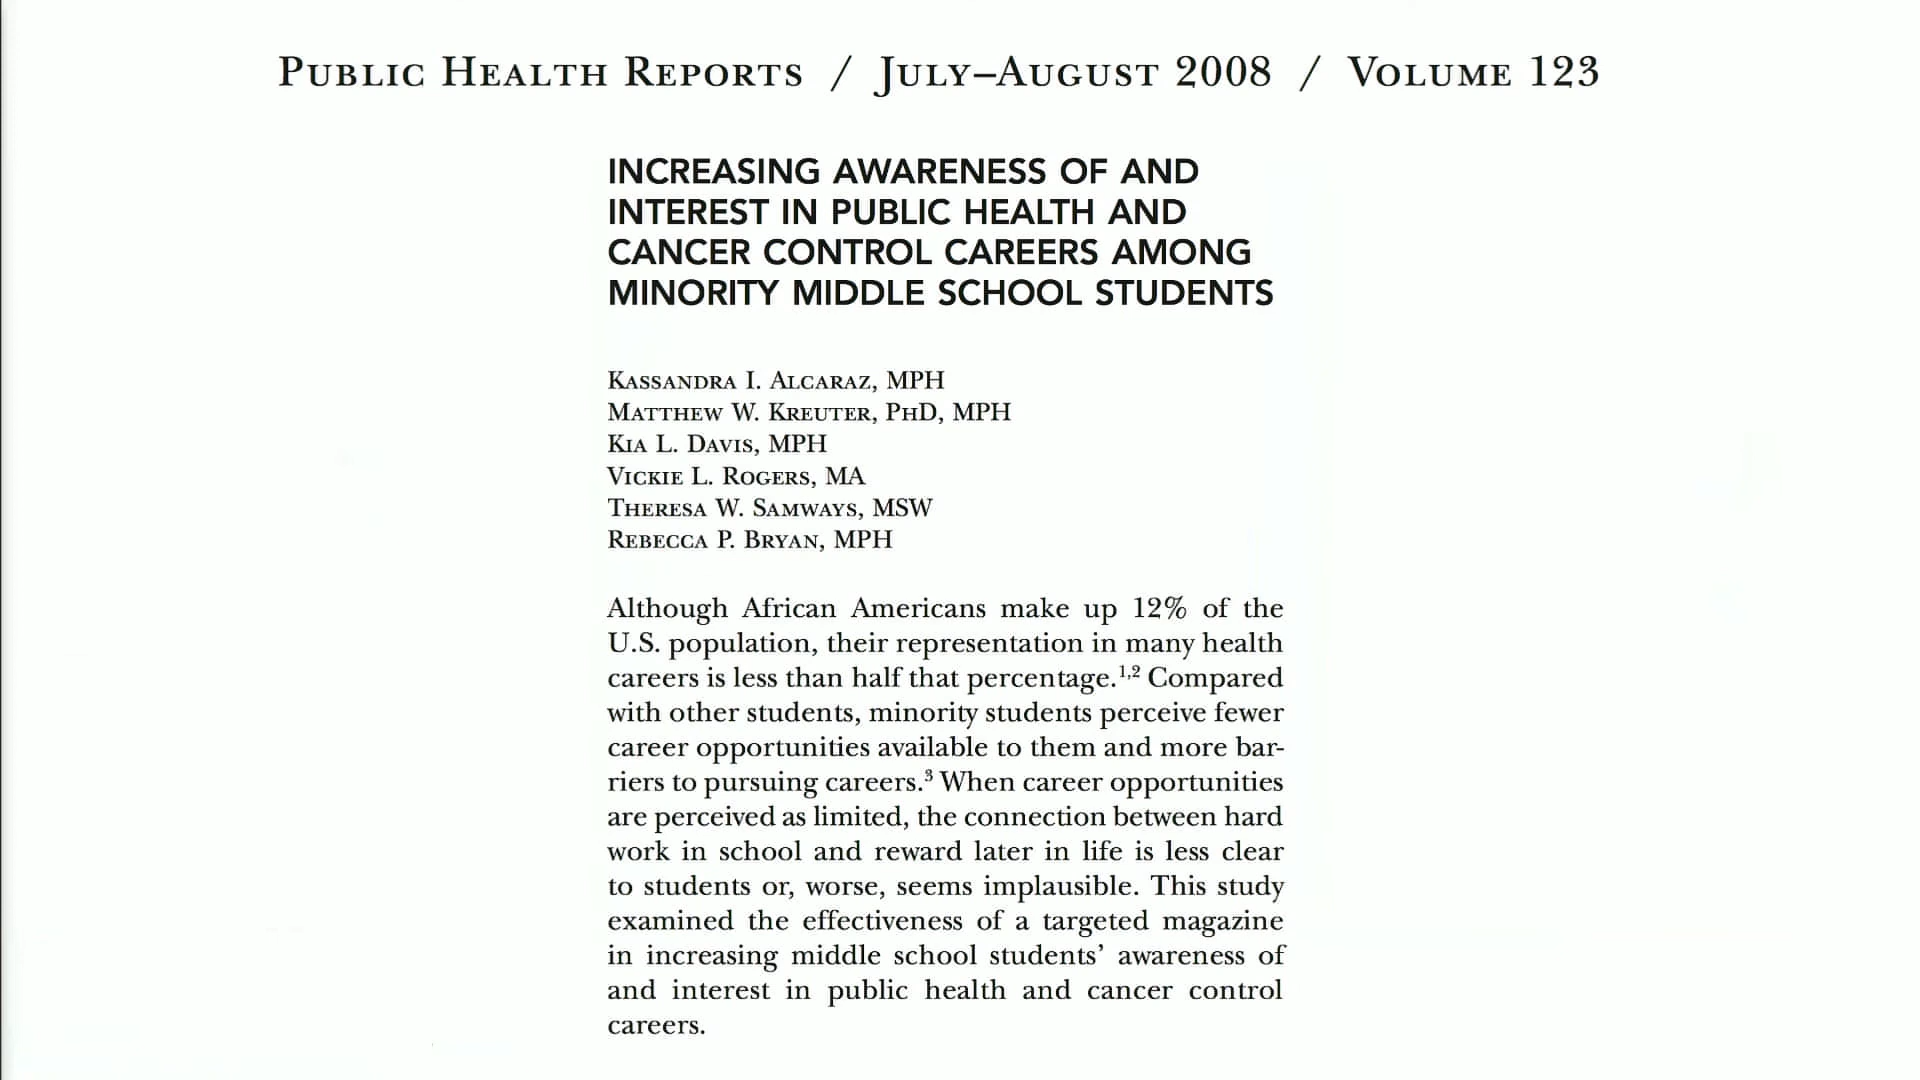 PUBLIC HEALTH REPORTS / JULY–AUGUST 2008 / VOLUME 123
INCREASING AWARENESS OF AND
INTEREST IN PUBLIC HEALTH AND
CANCER CONTROL CAREERS AMONG
MINORITY MIDDLE SCHOOL STUDENTS
KASSANDRA I. ALCARAZ, MPH
MATTHEW W. KREUTER, PHD, MPH
KIA L. DAVIS, MPH
VICKIE L. ROGERS, MA
THERESA W. SAMWAYS, MSW
REBECCA P. BRYAN, MPH
Although African Americans make up 12% of the
U.S. population, their representation in many health
careers is less than half that percentage.1,2 Compared
with other students, minority students perceive fewer
career opportunities available to them and more bar-
riers to pursuing careers.3 When career opportunities
are perceived as limited, the connection between hard
work in school and reward later in life is less clear
to students or, worse, seems implausible. This study
examined the effectiveness of a targeted magazine
in increasing middle school students’ awareness of
and interest in public health and cancer control
careers.